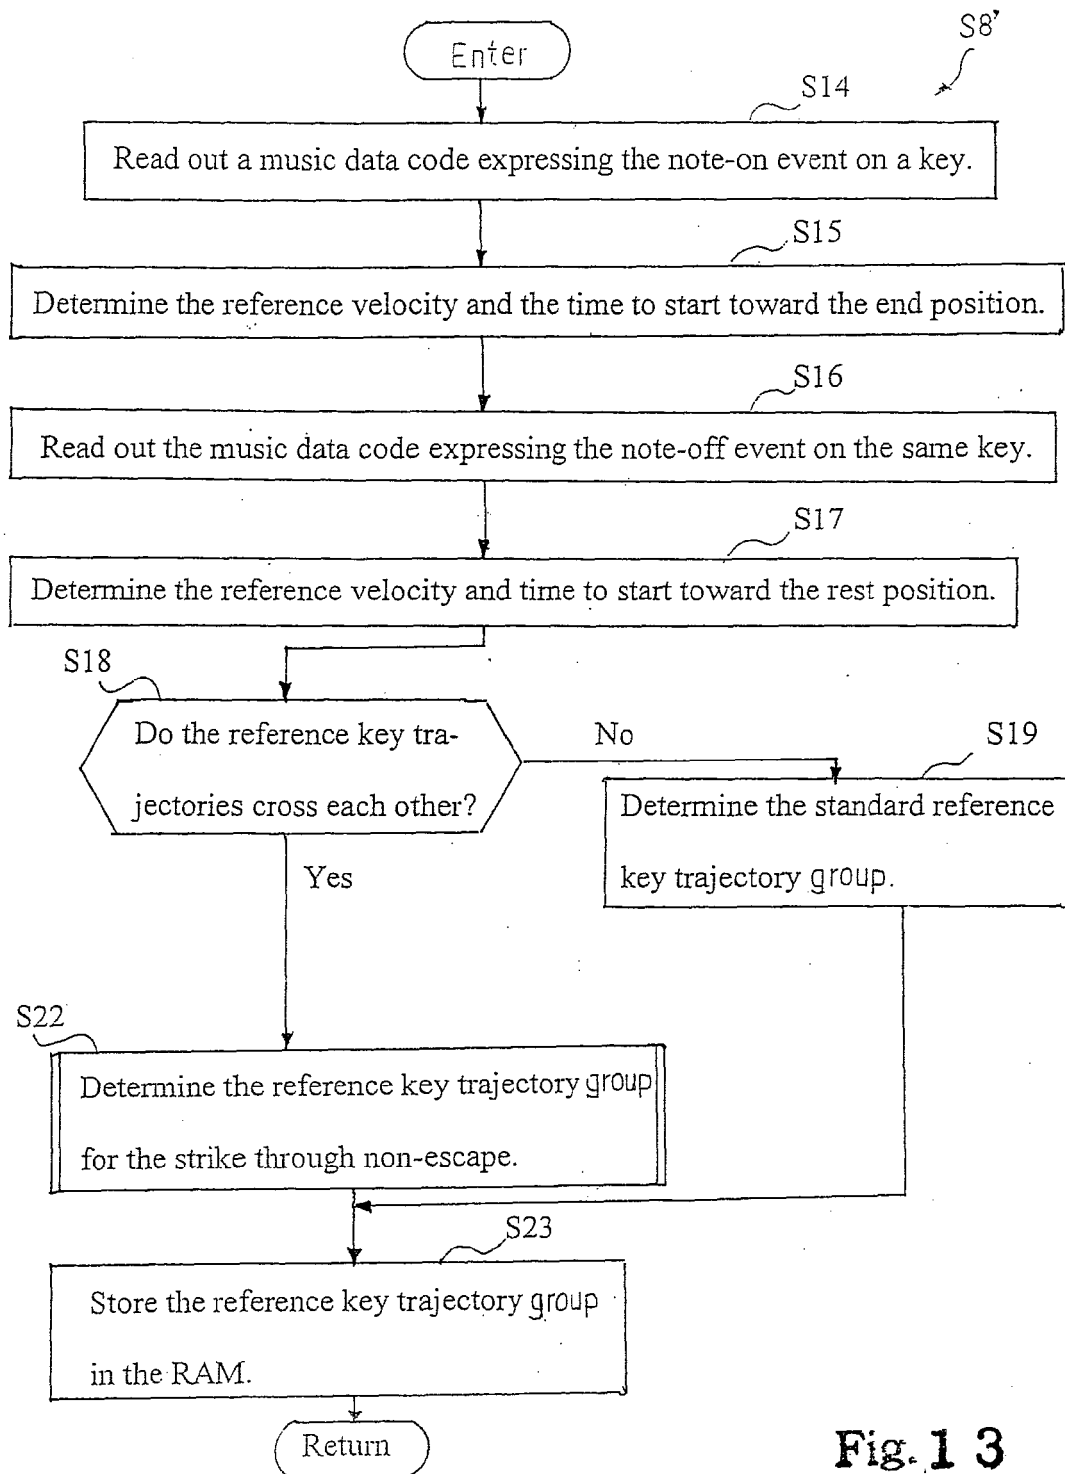 S8'
Enter
S14
Read out a music data code expressing the note-on event on a key.
S15
Determine the reference velocity and the time to start toward the end position.
S16
Read out the music data code expressing the note-off event on the same key.
S17
Determine the reference velocity and time to start toward the rest position.
S18
Do the reference key tra-
jectories cross each other?
No
S19
Determine the standard reference
key trajectory group.
Yes
S22
Determine the reference key trajectory group
for the strike through non-escape.
S23
Store the reference key trajectory group
in the RAM.
Return
Fig. 13